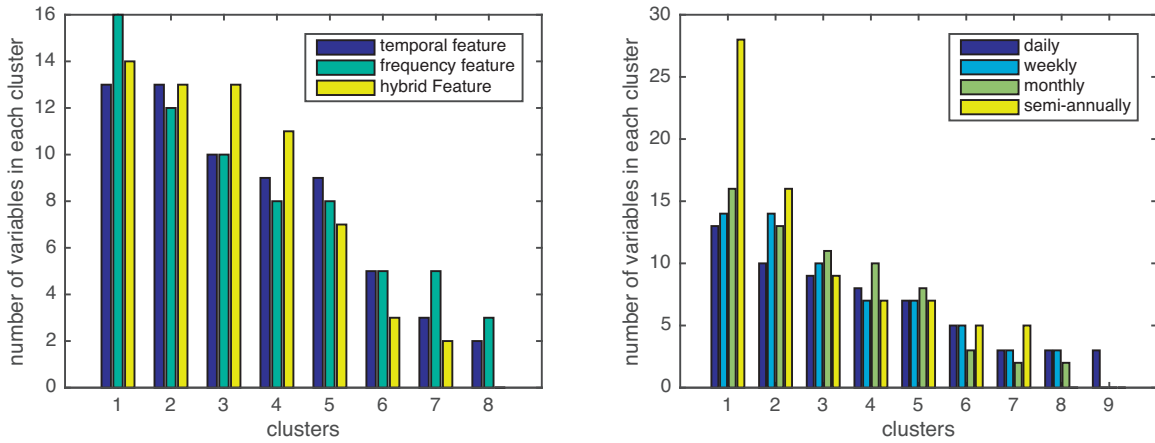 number of variables in each cluster
16
14
12
10
8
6
4
2
0
temporal feature
frequency feature
hybrid Feature
1 2 3 4 5 6 7 8
clusters
number of variables in each cluster
30
25
20
15
10
5
0
daily
weekly
monthly
semi-annually
1 2 3 4 5 6 7 8 9
clusters